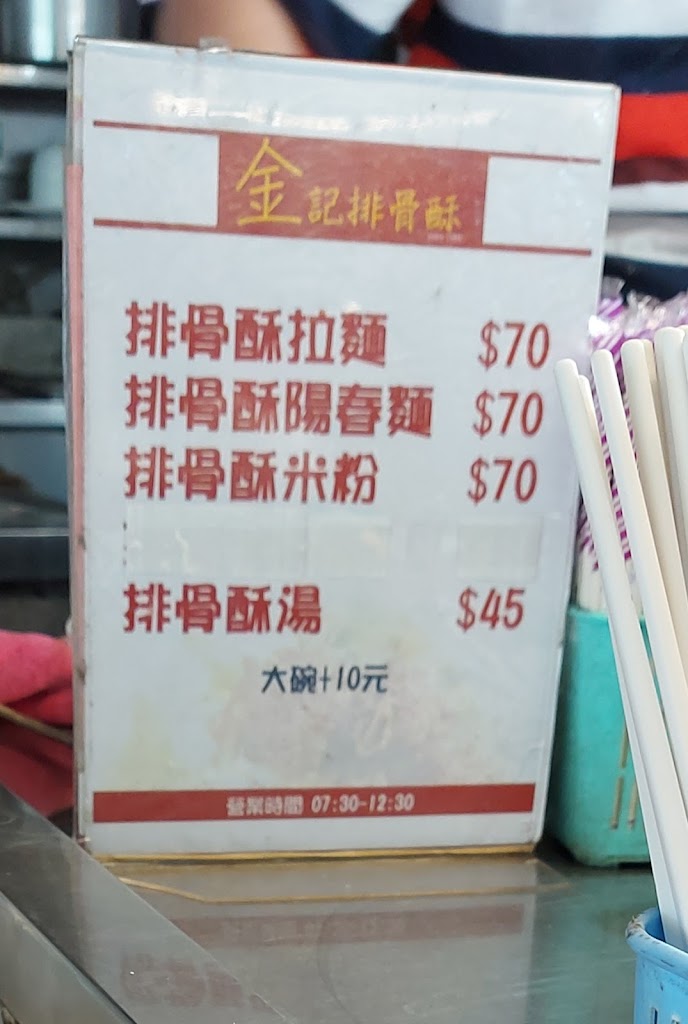 金記排骨酥
排骨酥拉麵 $70
排骨酥陽春麵 $70
排骨酥米粉 $70
排骨酥湯 $45
大碗+10元
營業時間 07:30-12:30